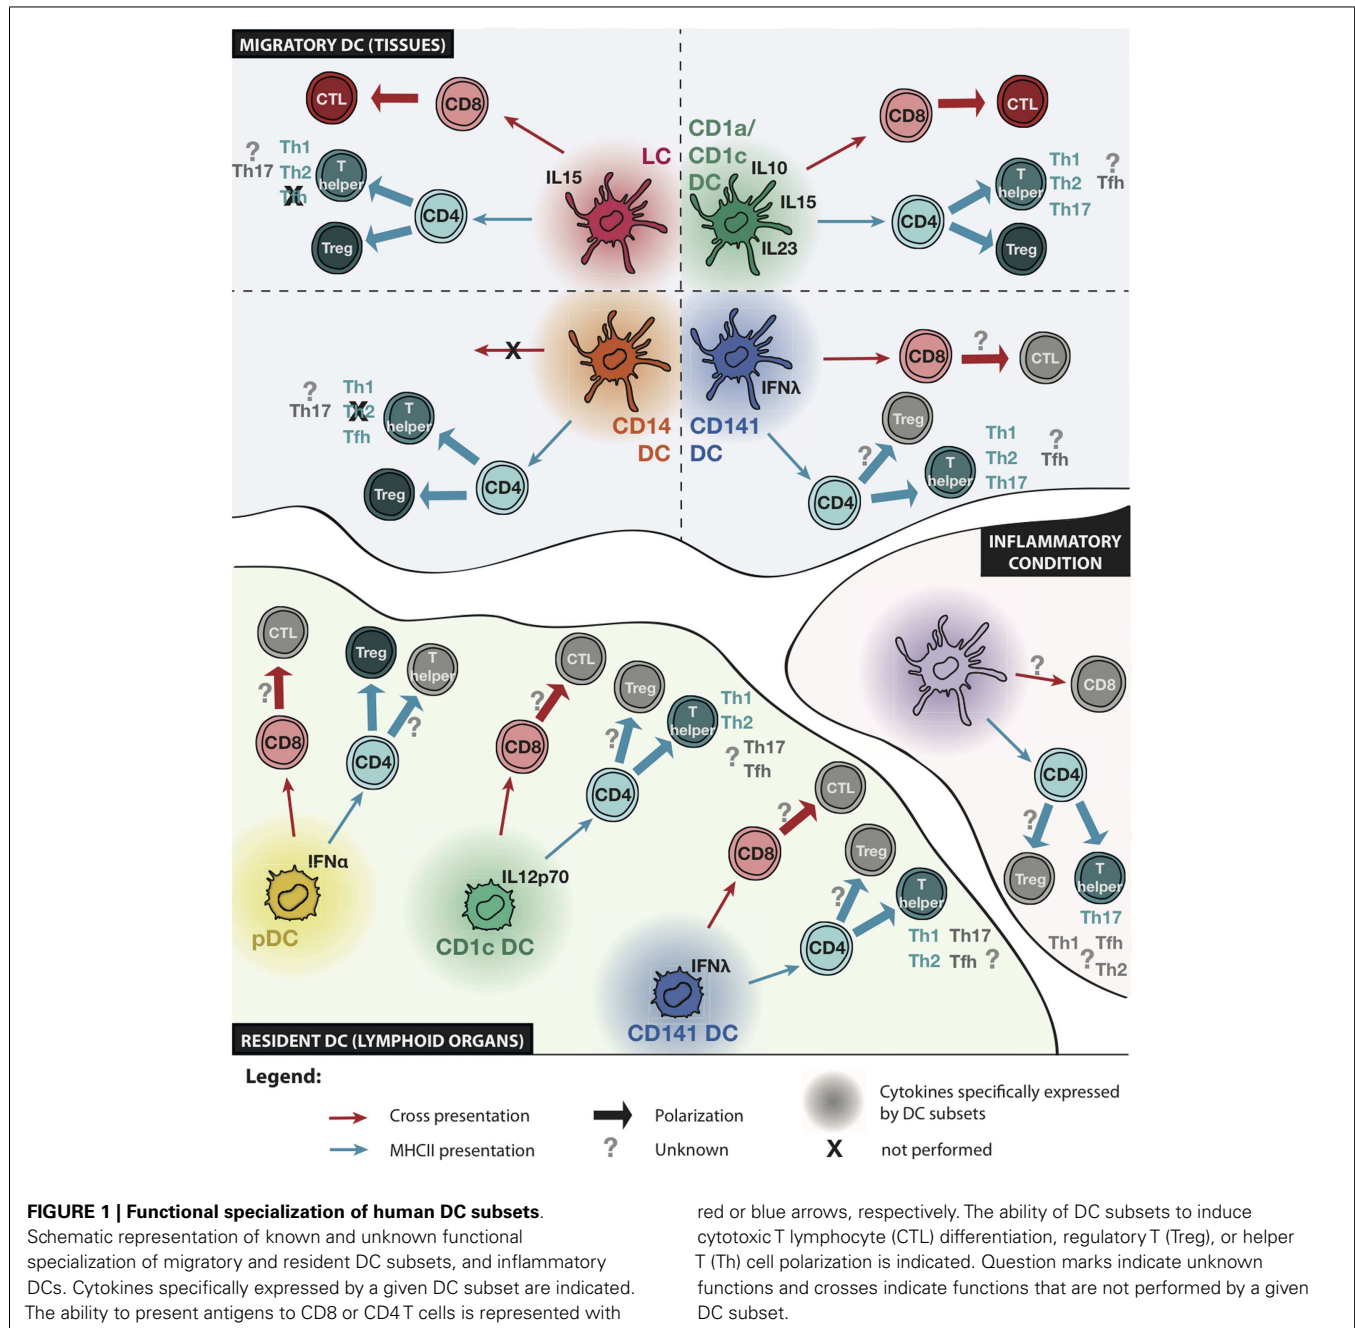 MIGRATORY DC (TISSUES)
CTL
CD8
?
Th17
Th1
Th2
Tfh
X
T
helper
CD4
Treg
IL15
LC
CD1a/
CD1c
DC
IL10
IL15
IL23
CD8
CTL
CD4
T
helper
Treg
Th1
Th2
Th17
?
Tfh
X
CD14
DC
?
Th17
Th1
Th2
X
Tfh
T
helper
Treg
CD4
IFNλ
CD141
DC
CD8
?
CTL
Treg
?
CD4
T
helper
Th1
Th2
Th17
?
Tfh
INFLAMMATORY
CONDITION
?
CD8
CD4
?
Treg
T
helper
Th17
Th1
Tfh
?
Th2
CTL
?
CD8
Treg
T
helper
?
CD4
IFNα
pDC
CTL
?
CD8
Treg
?
T
helper
Th1
Th2
?
Th17
Tfh
CD4
IL12p70
CD1c DC
CTL
?
CD8
Treg
?
T
helper
CD4
Th1 Th17
Th2 Tfh ?
IFNλ
CD141 DC
RESIDENT DC (LYMPHOID ORGANS)
Legend:
Cross presentation
MHCII presentation
Polarization
? Unknown
Cytokines specifically expressed
by DC subsets
X not performed
FIGURE 1 | Functional specialization of human DC subsets.
Schematic representation of known and unknown functional
specialization of migratory and resident DC subsets, and inflammatory
DCs. Cytokines specifically expressed by a given DC subset are indicated.
The ability to present antigens to CD8 or CD4 T cells is represented with
red or blue arrows, respectively. The ability of DC subsets to induce
cytotoxic T lymphocyte (CTL) differentiation, regulatory T (Treg), or helper
T (Th) cell polarization is indicated. Question marks indicate unknown
functions and crosses indicate functions that are not performed by a given
DC subset.